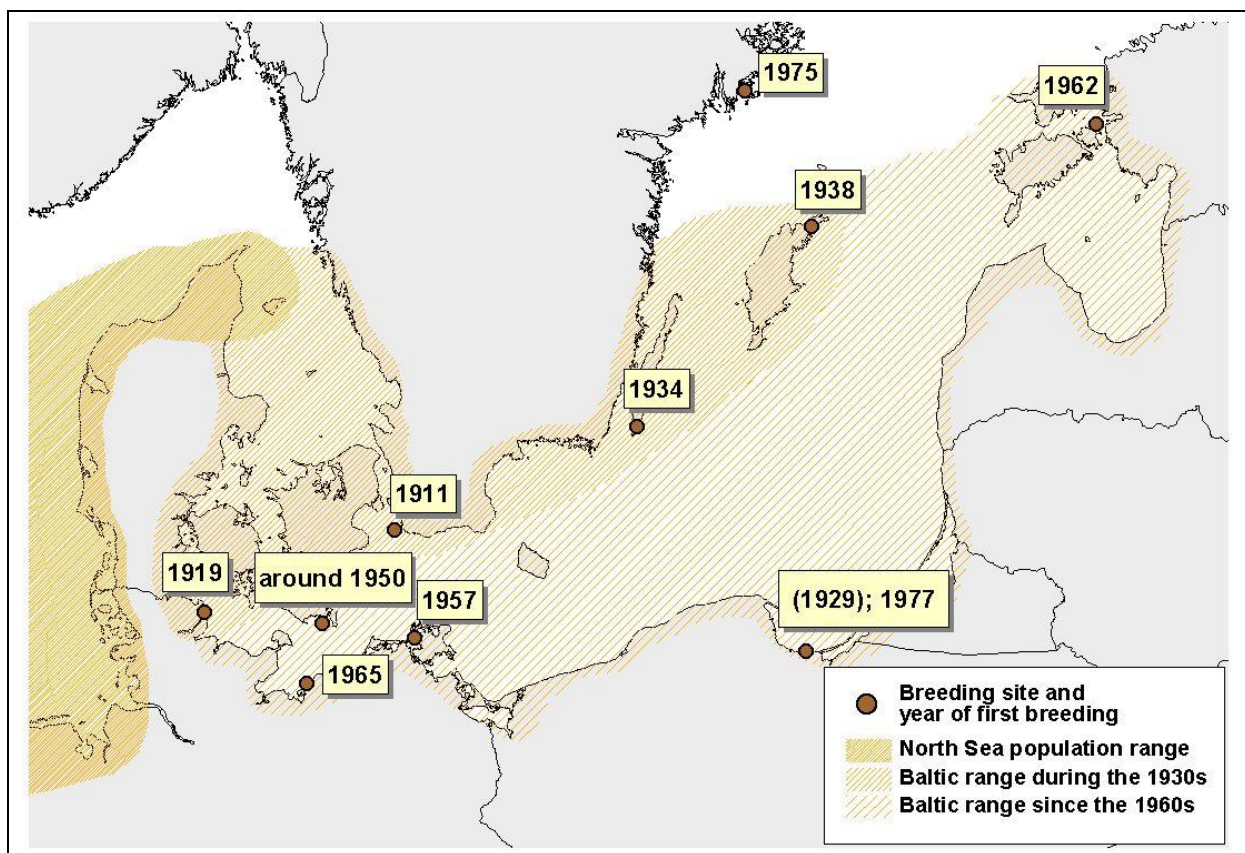 1975
1962
1938
1934
1911
1919
around 1950
1957
(1929); 1977
1965
Breeding site and
year of first breeding
North Sea population range
Baltic range during the 1930s
Baltic range since the 1960s